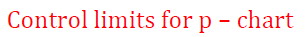 Control limits for p – chart